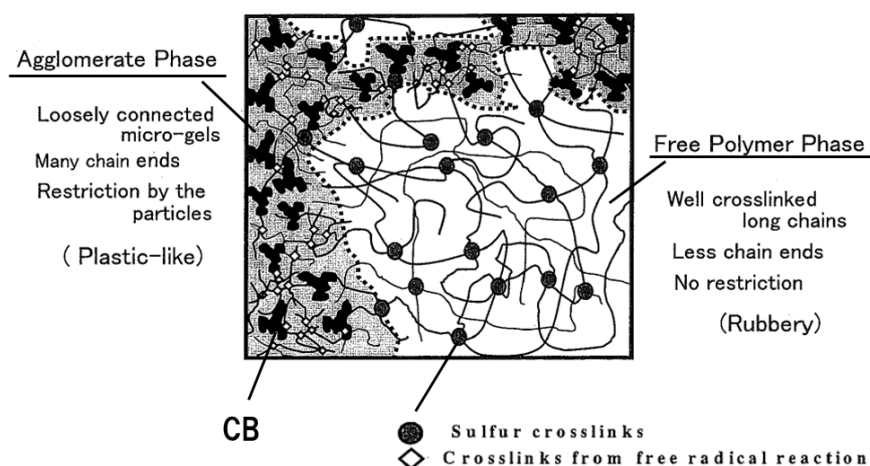 Agglomerate Phase
Loosely connected
micro-gels
Many chain ends
Restriction by the
particles
( Plastic-like)
Free Polymer Phase
Well crosslinked
long chains
Less chain ends
No restriction
(Rubbery)
CB
Sulfur crosslinks
Crosslinks from free radical reaction